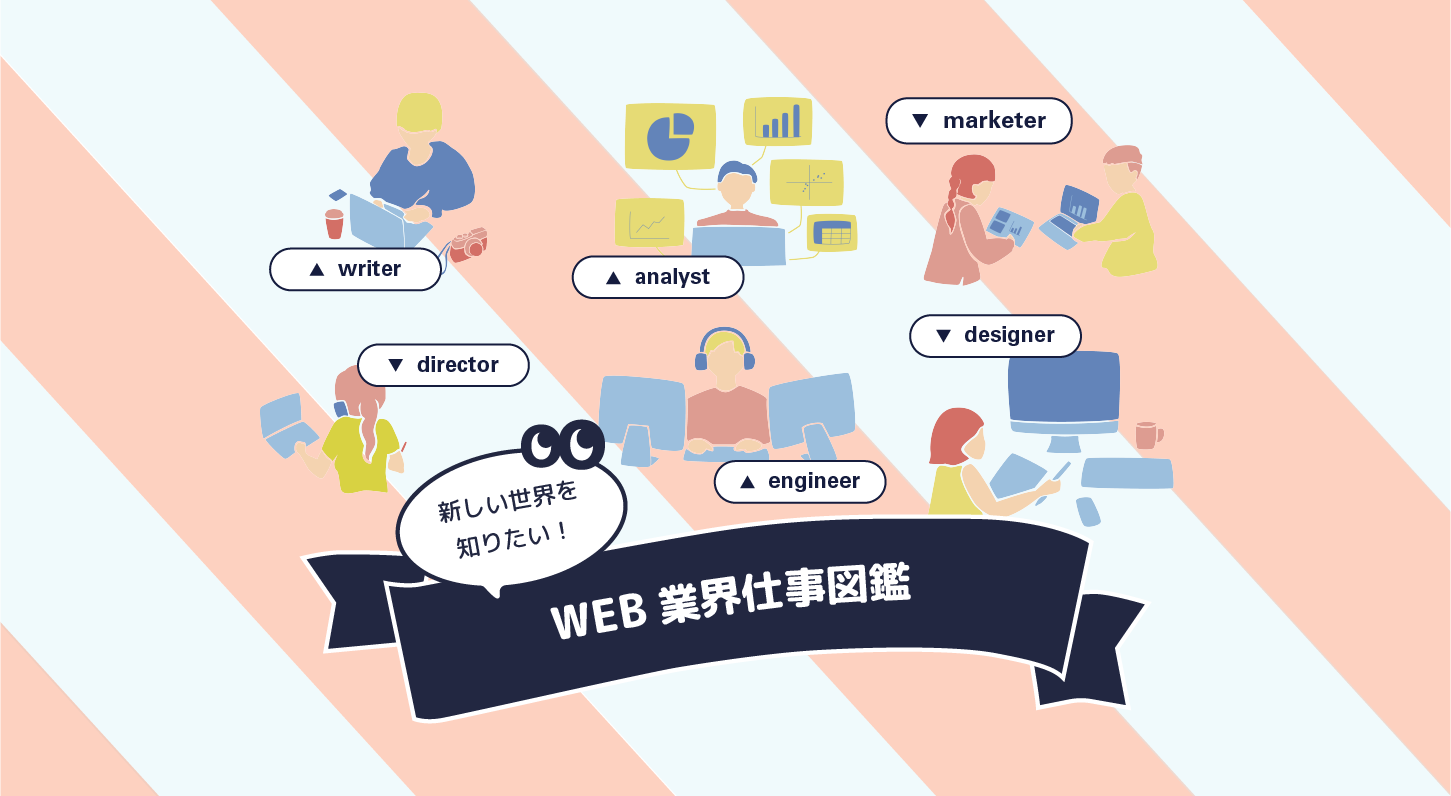 ▼ marketer
▲ writer
▲ analyst
▼ designer
▼ director
▲ engineer
新しい世界を
知りたい！
WEB 業界仕事図鑑